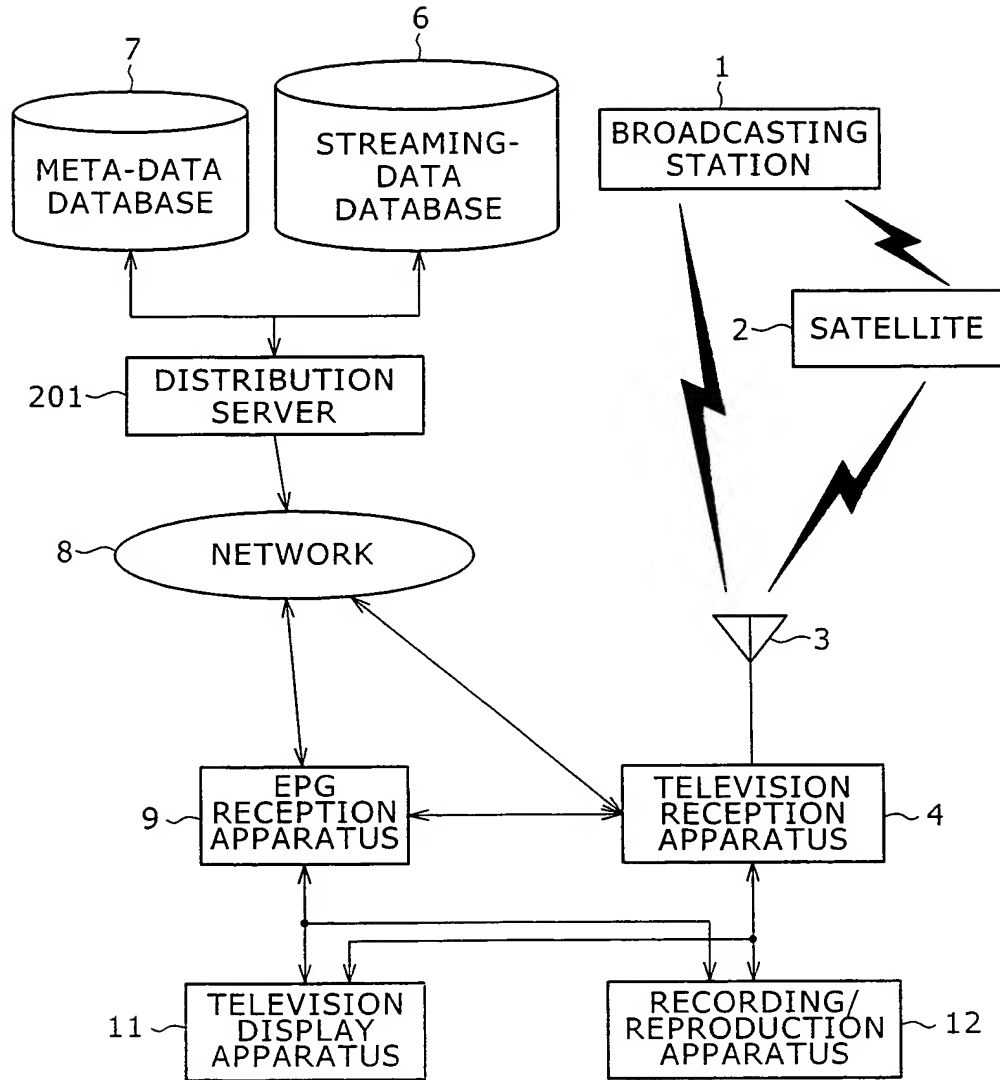 7
6
1
META-DATA
DATABASE
STREAMING-
DATA
DATABASE
BROADCASTING
STATION
2
SATELLITE
201
DISTRIBUTION
SERVER
8
NETWORK
3
9
EPG
RECEPTION
APPARATUS
TELEVISION
RECEPTION
APPARATUS
4
11
TELEVISION
DISPLAY
APPARATUS
RECORDING/
REPRODUCTION
APPARATUS
12